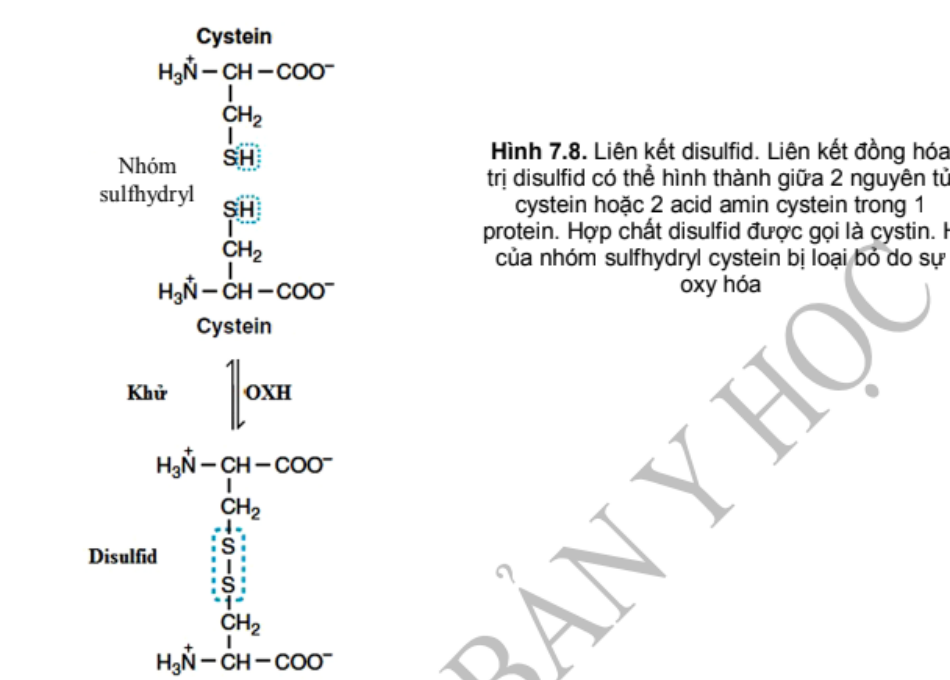 Cystein
H₃N⁺–CH–COO⁻
CH₂
SH
Nhóm
sulfhydryl
SH
CH₂
H₃N⁺–CH–COO⁻
Cystein
Khử OXH
H₃N⁺–CH–COO⁻
CH₂
S
Disulfid
S
CH₂
H₃N⁺–CH–COO⁻
Hình 7.8. Liên kết disulfid. Liên kết đồng hóa
trị disulfid có thể hình thành giữa 2 nguyên tử
cystein hoặc 2 acid amin cystein trong 1
protein. Hợp chất disulfid được gọi là cystin. H
của nhóm sulfhydryl cystein bị loại bỏ do sự
oxy hóa
BẢN Y HỌC